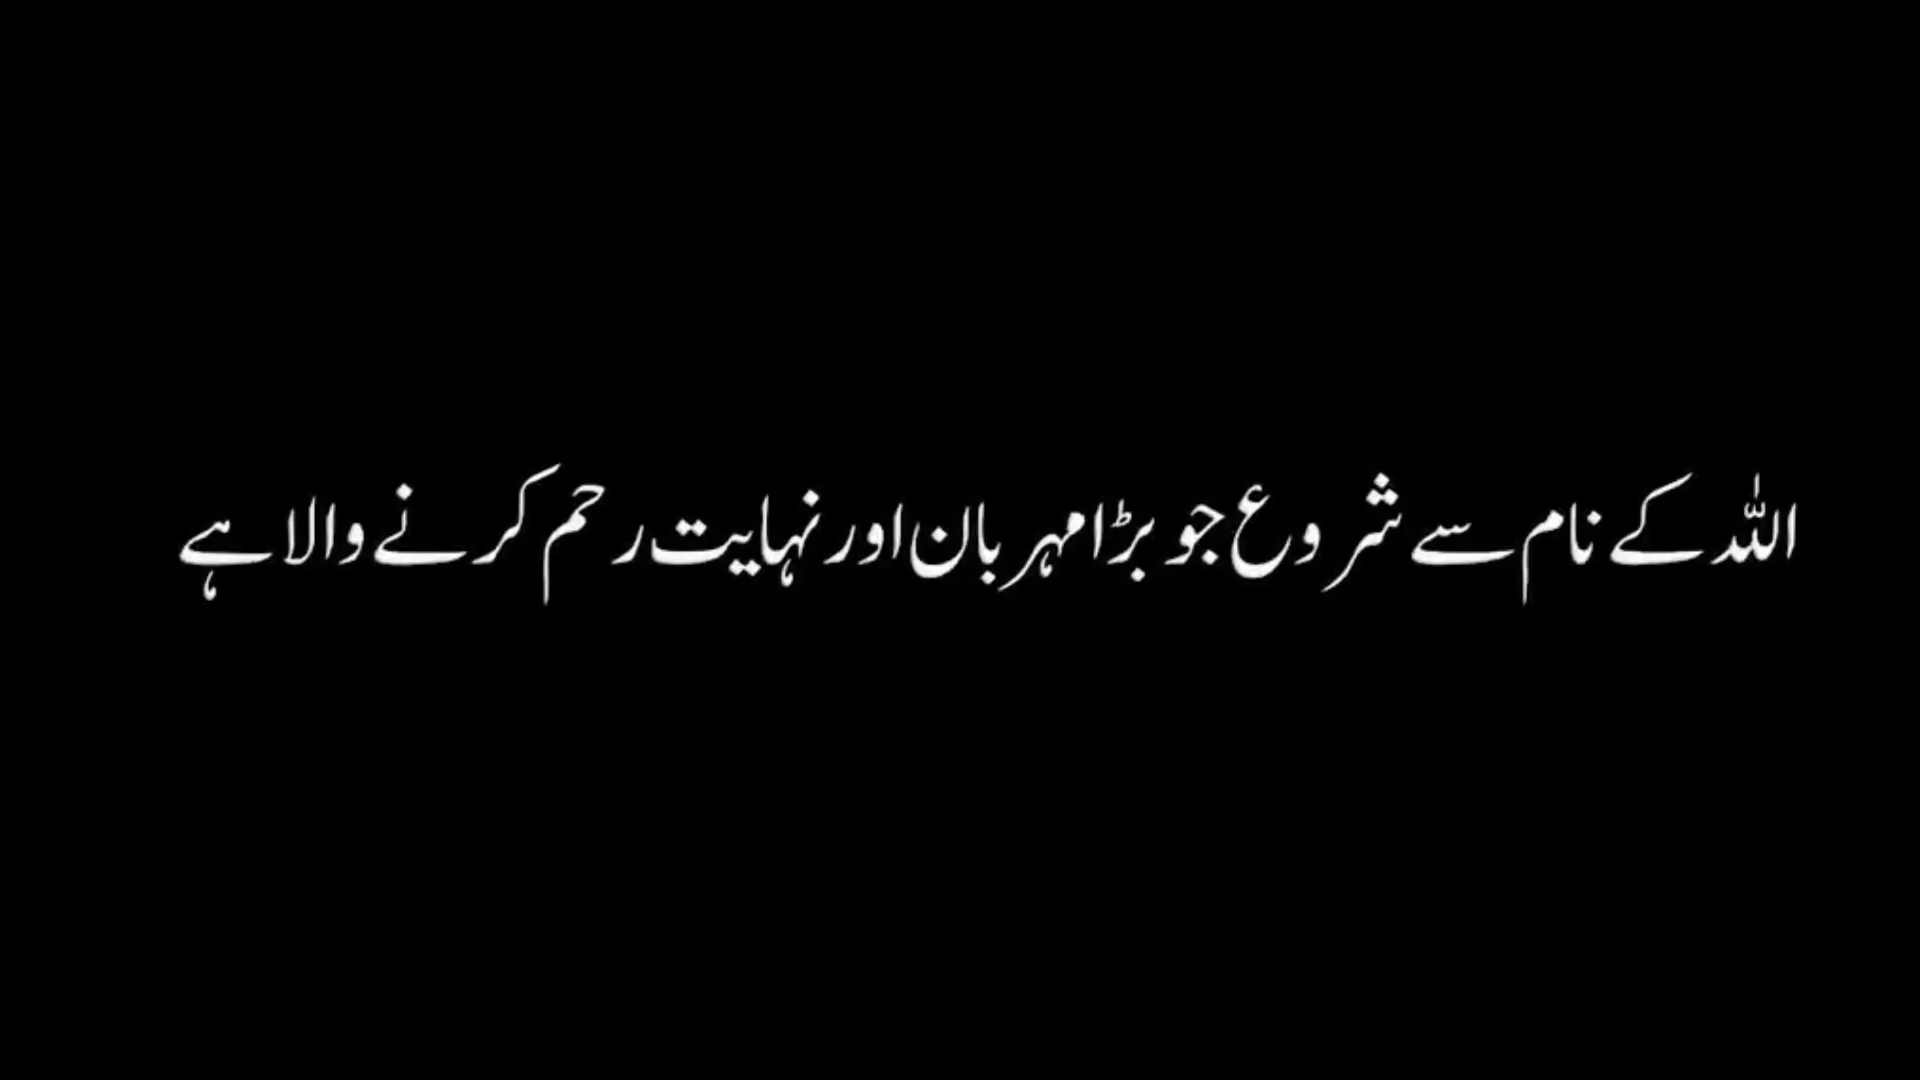 اللہ کے نام سے شروع جو بڑا مہربان اور نہایت رحم کرنے والا ہے